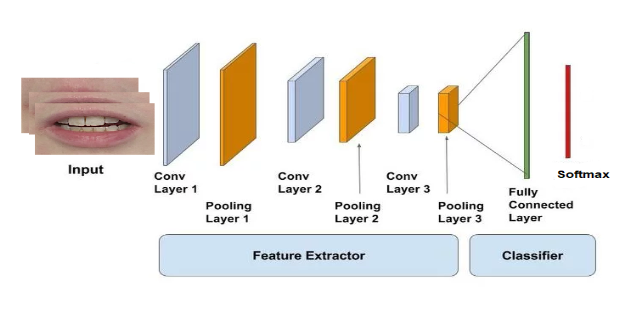 Input
Conv
Layer 1
Pooling
Layer 1
Conv
Layer 2
Pooling
Layer 2
Conv
Layer 3
Pooling
Layer 3
Fully
Connected
Layer
Softmax
Feature Extractor
Classifier